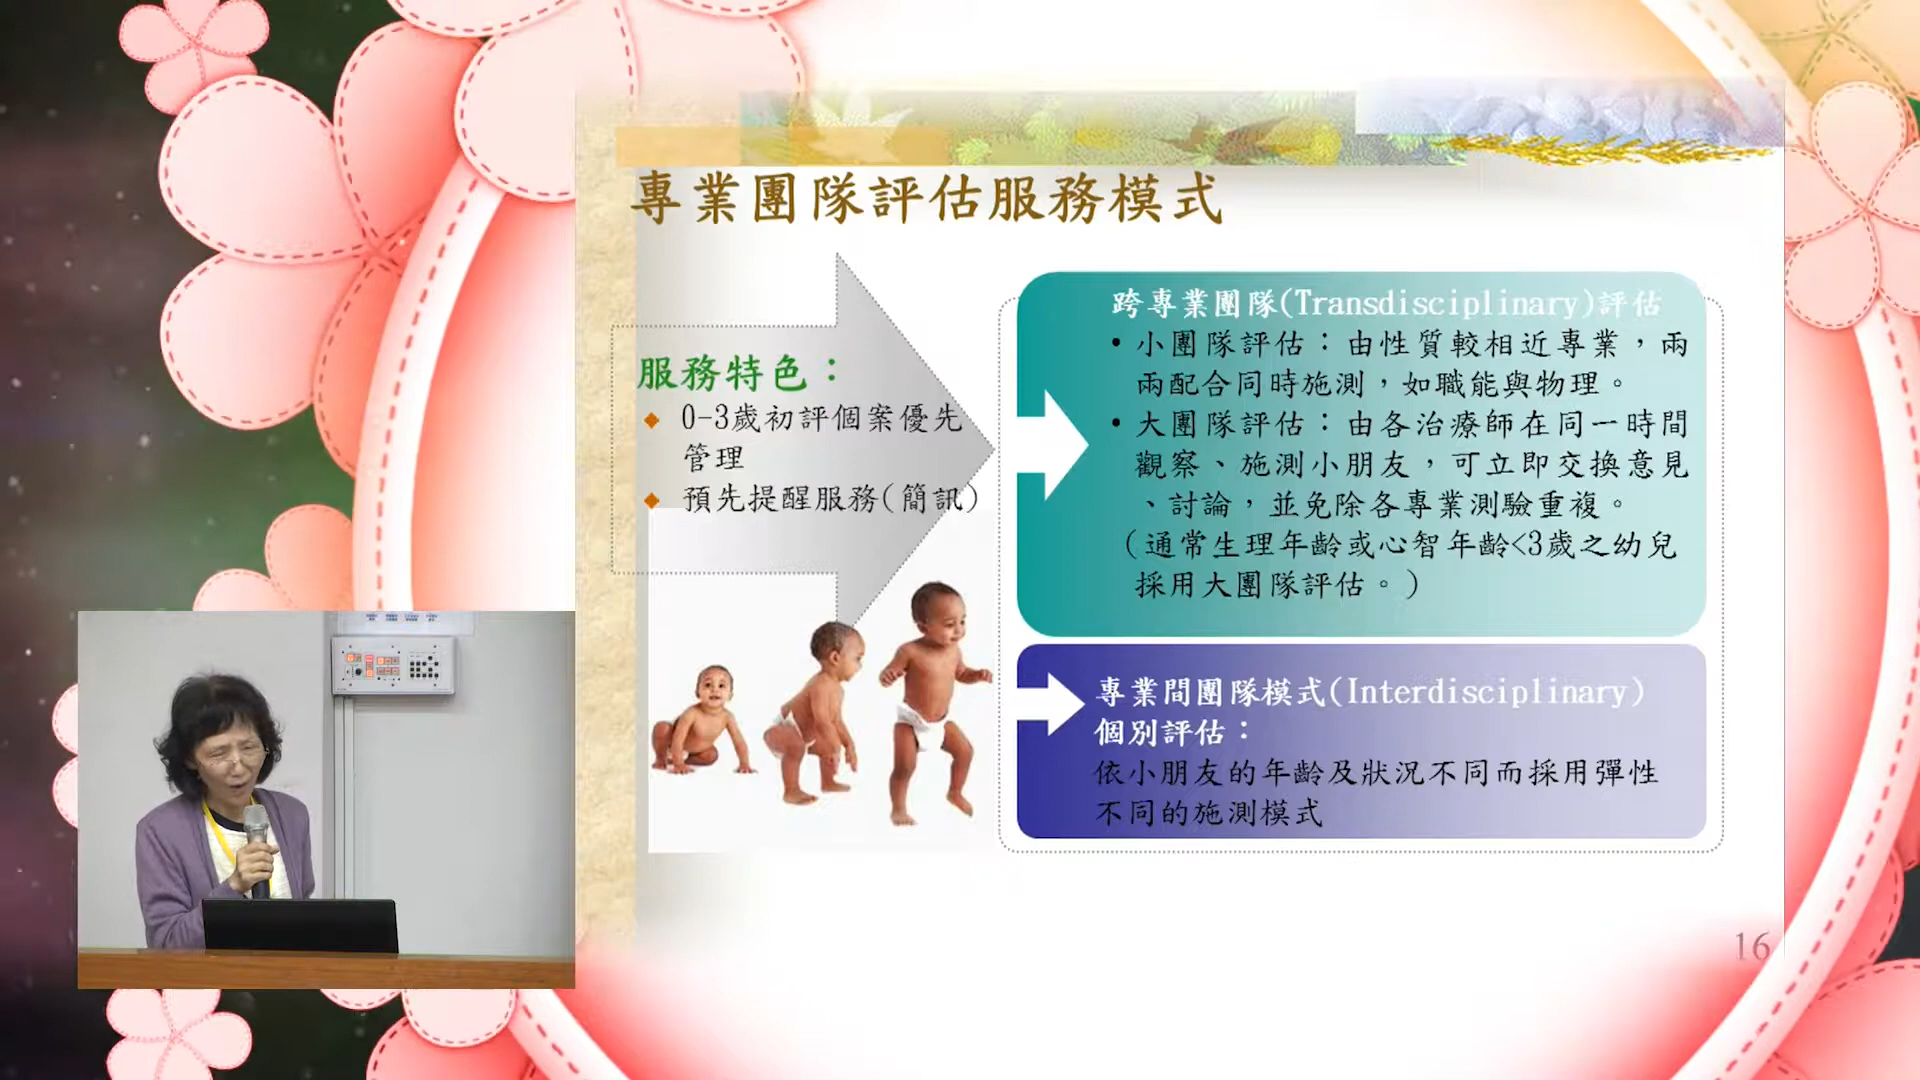 專業團隊評估服務模式
服務特色：
0-3歲初評個案優先
管理
預先提醒服務(簡訊)
跨專業團隊(Transdisciplinary)評估
•小團隊評估：由性質較相近專業，兩
兩配合同時施測，如職能與物理。
•大團隊評估：由各治療師在同一時間
觀察、施測小朋友，可立即交換意見
、討論，並免除各專業測驗重複。
(通常生理年齡或心智年齡<3歲之幼兒
採用大團隊評估。)
專業間團隊模式(Interdisciplinary)
個別評估：
依小朋友的年齡及狀況不同而採用彈性
不同的施測模式
16